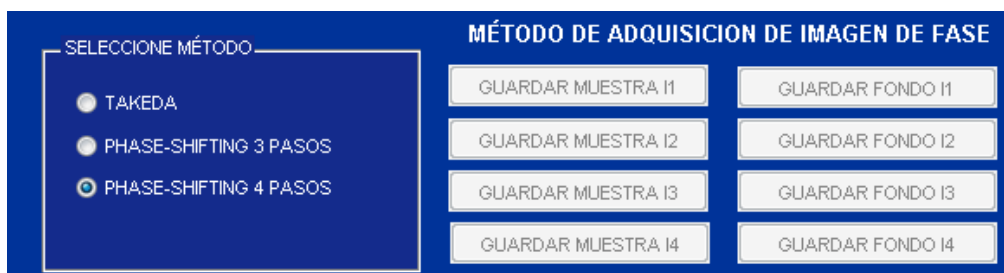 SELECCIONE MÉTODO
TAKEDA
PHASE-SHIFTING 3 PASOS
PHASE-SHIFTING 4 PASOS
MÉTODO DE ADQUISICION DE IMAGEN DE FASE
GUARDAR MUESTRA I1
GUARDAR FONDO I1
GUARDAR MUESTRA I2
GUARDAR FONDO I2
GUARDAR MUESTRA I3
GUARDAR FONDO I3
GUARDAR MUESTRA I4
GUARDAR FONDO I4